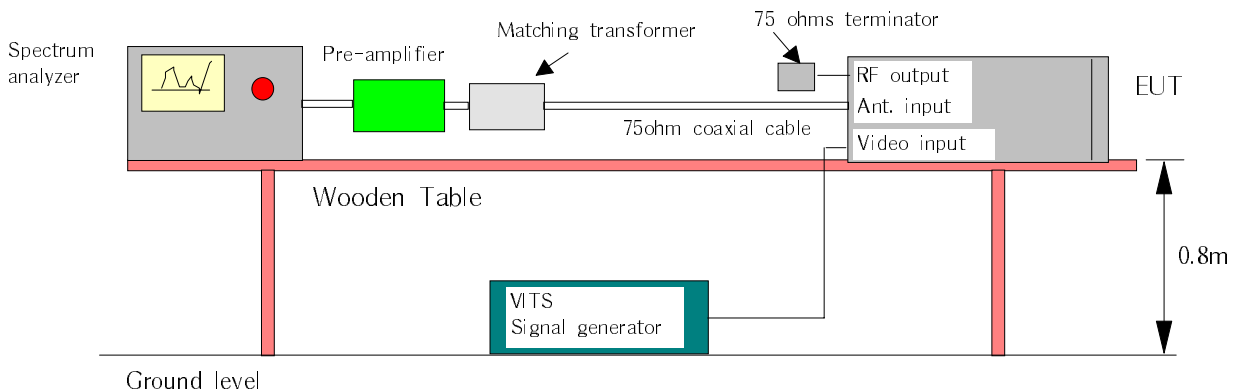 Spectrum
analyzer
Pre-amplifier
Matching transformer
75 ohms terminator
RF output
Ant. input
Video input
EUT
75ohm coaxial cable
Wooden Table
0.8m
VITS
Signal generator
Ground level